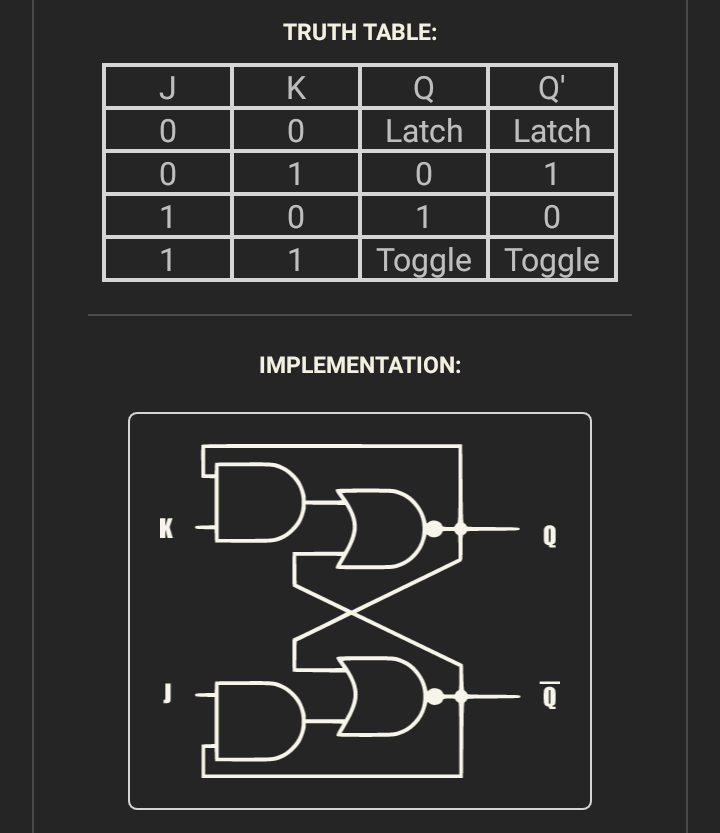 TRUTH TABLE:
J K Q Q'
0 0 Latch Latch
0 1 0 1
1 0 1 0
1 1 Toggle Toggle
IMPLEMENTATION:
K
Q
J
Q̅